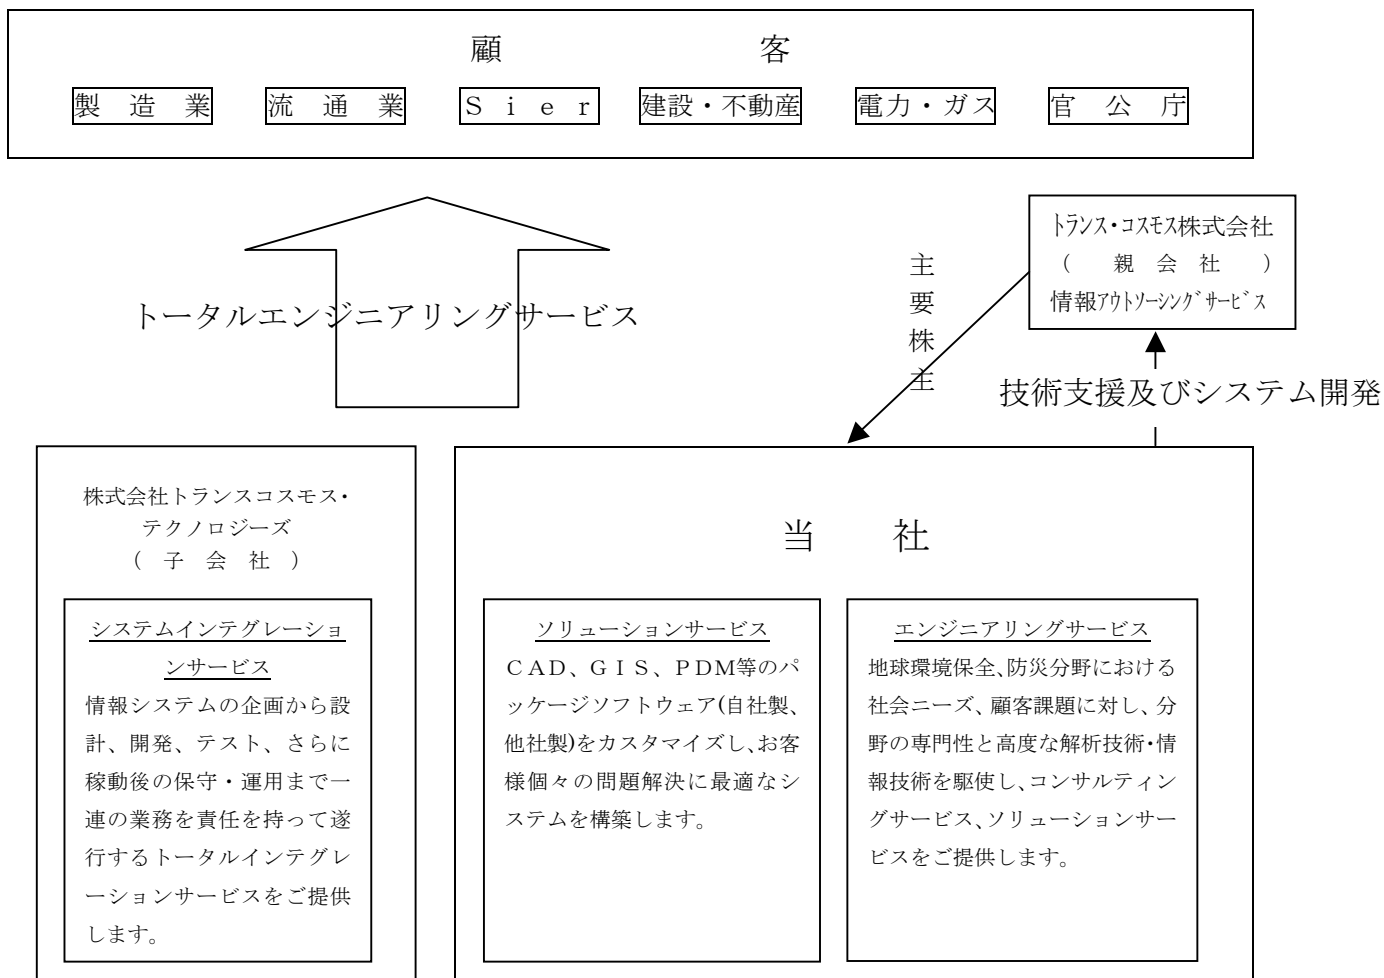 顧　客
製造業　流通業　Ｓｉｅｒ　建設・不動産　電力・ガス　官公庁
トランス・コスモス株式会社
（　親　会　社　）
情報アウトソーシングサービス
主要株主
トータルエンジニアリングサービス
技術支援及びシステム開発
株式会社トランスコスモス・
テクノロジーズ
（　子　会　社　）
システムインテグレーショ
ンサービス
情報システムの企画から設
計、開発、テスト、さらに
稼動後の保守・運用まで一
連の業務を責任を持って遂
行するトータルインテグレ
ーションサービスをご提供
します。
当　社
ソリューションサービス
ＣＡＤ、ＧＩＳ、ＰＤＭ等のパ
ッケージソフトウェア(自社製、
他社製)をカスタマイズし、お客
様個々の問題解決に最適なシ
ステムを構築します。
エンジニアリングサービス
地球環境保全、防災分野における
社会ニーズ、顧客課題に対し、分
野の専門性と高度な解析技術・情
報技術を駆使し、コンサルティン
グサービス、ソリューションサー
ビスをご提供します。